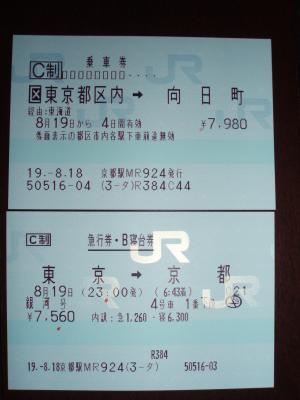 C制 乗車券
区 東京都区内 → 向日町
経由:東海道
8月19日から 4日間有効 ¥7,980
券面表示の都区市内各駅下車前途無効
19.-8.18 京都駅MR924発行
50516-04 (3-タ) R384C44
C制 急行券・B寝台券
東京 → 京都
8月19日 (23:00発) (6:43着)
銀河号 4号車 1番 21
¥7,560 内訳:急1,260・寝6,300
R384
19.-8.18京都駅MR924(3-タ) 50516-03
JR
JR
JR